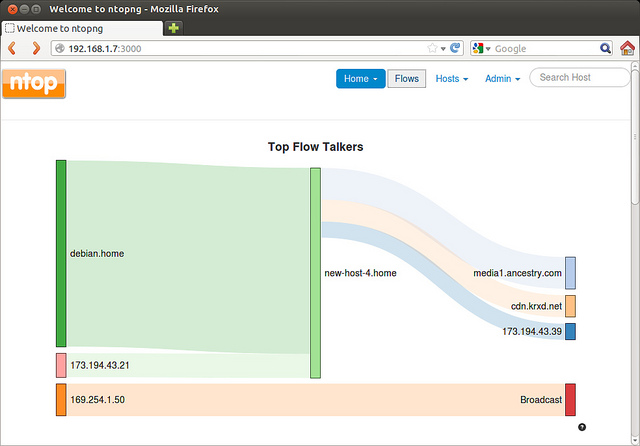 Welcome to ntopng - Mozilla Firefox
Welcome to ntopng
192.168.1.7:3000
Google
ntop
Home
Flows
Hosts
Admin
Search Host
Top Flow Talkers
debian.home
new-host-4.home
media1.ancestry.com
cdn.krxd.net
173.194.43.39
173.194.43.21
169.254.1.50
Broadcast
?